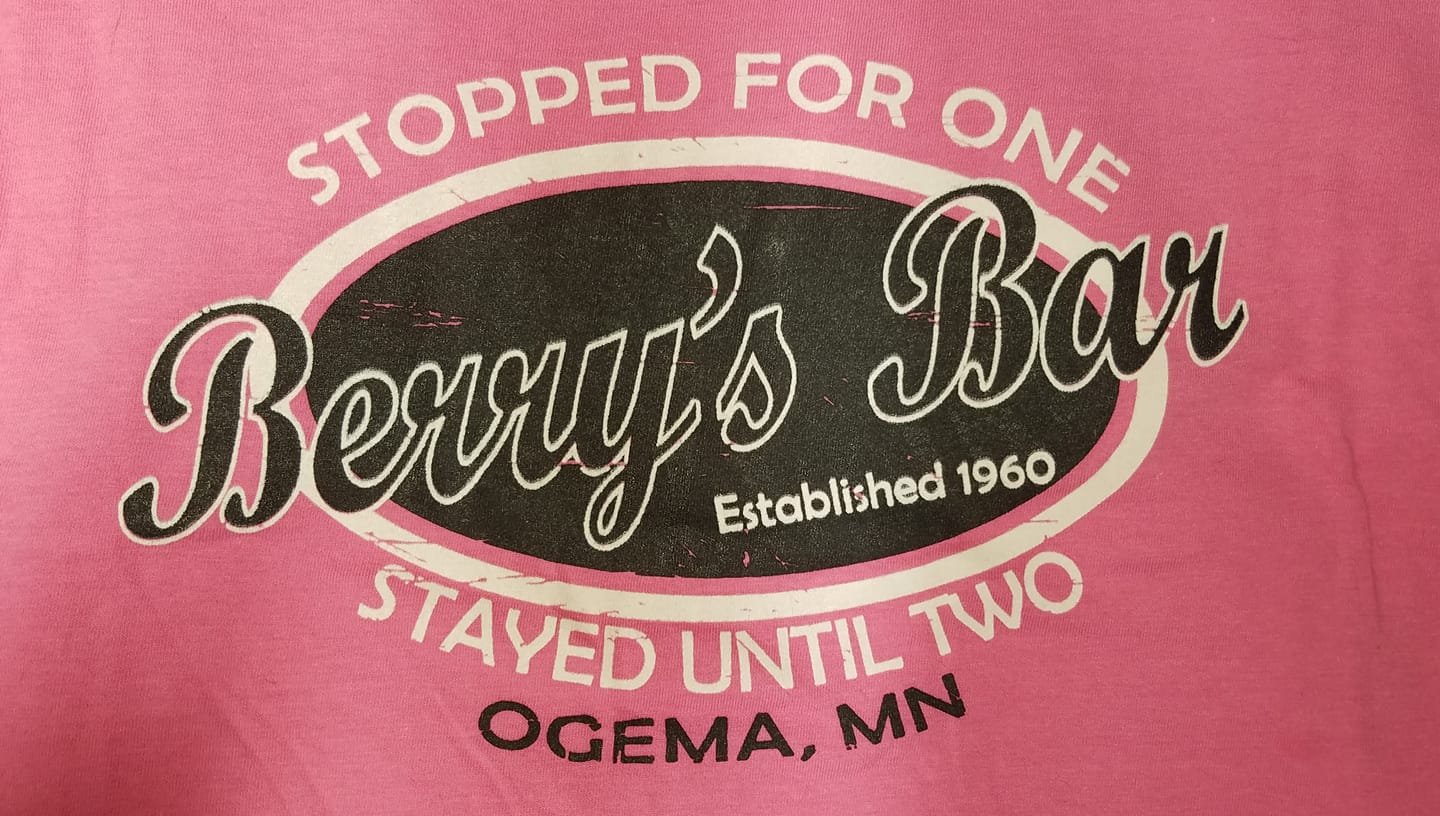 STOPPED FOR ONE
Berry's Bar
Established 1960
STAYED UNTIL TWO
OGEMA, MN